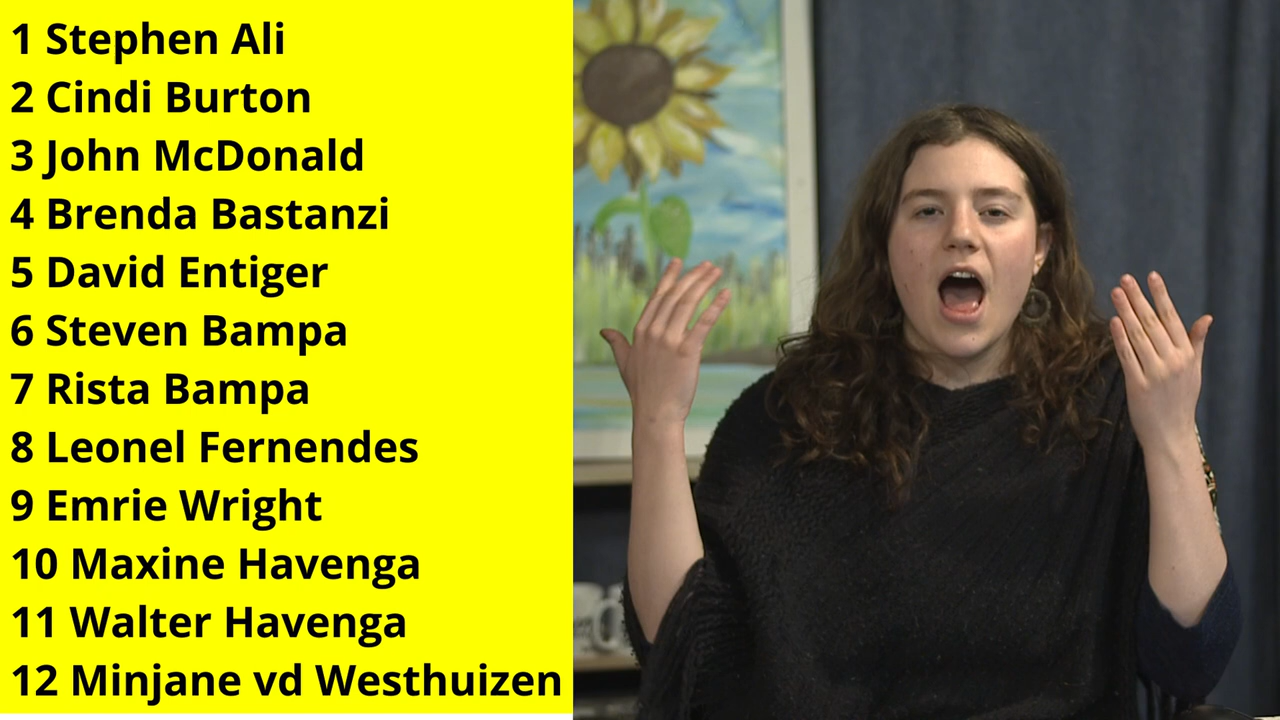 1 Stephen Ali
2 Cindi Burton
3 John McDonald
4 Brenda Bastanzi
5 David Entiger
6 Steven Bampa
7 Rista Bampa
8 Leonel Fernendes
9 Emrie Wright
10 Maxine Havenga
11 Walter Havenga
12 Minjane vd Westhuizen